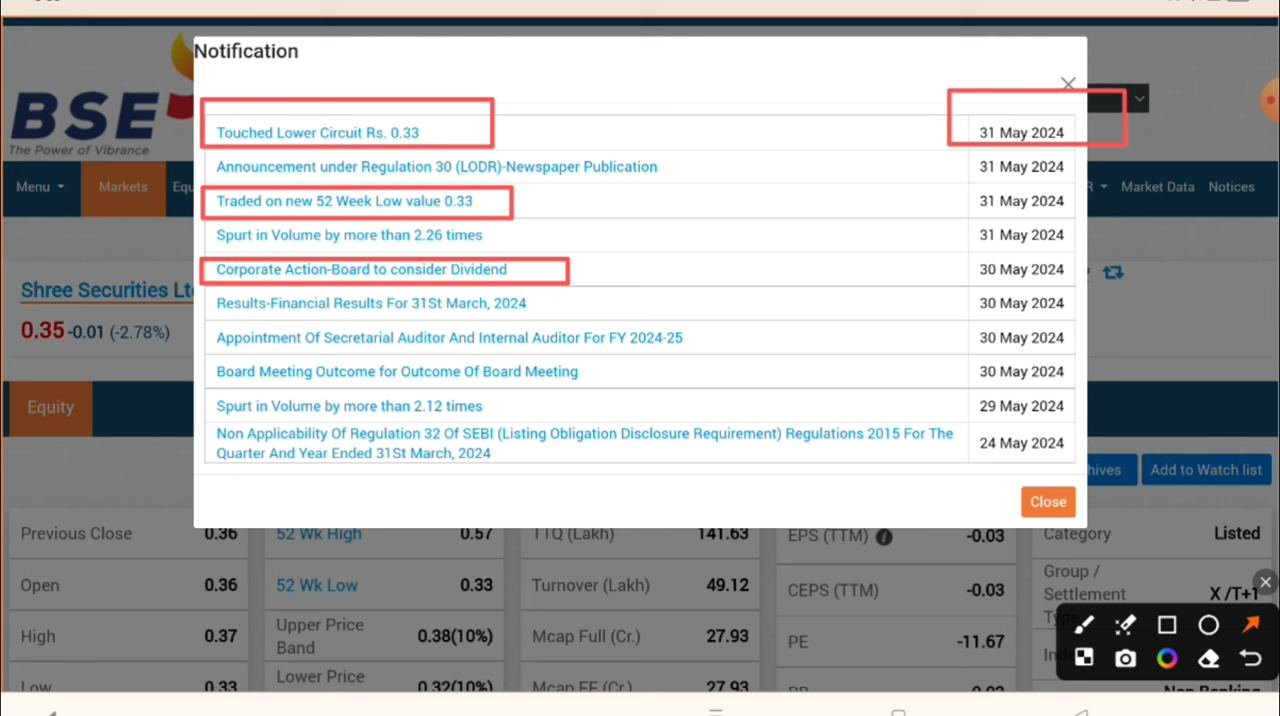 Notification
BSE
The Power of Vibrance
Touched Lower Circuit Rs. 0.33 31 May 2024
Announcement under Regulation 30 (LODR)-Newspaper Publication 31 May 2024
Menu Markets Equ Market Data Notices
Traded on new 52 Week Low value 0.33 31 May 2024
Spurt in Volume by more than 2.26 times 31 May 2024
Corporate Action-Board to consider Dividend 30 May 2024
Shree Securities Lt
Results-Financial Results For 31St March, 2024 30 May 2024
0.35 -0.01 (-2.78%)
Appointment Of Secretarial Auditor And Internal Auditor For FY 2024-25 30 May 2024
Board Meeting Outcome for Outcome Of Board Meeting 30 May 2024
Equity
Spurt in Volume by more than 2.12 times 29 May 2024
Non Applicability Of Regulation 32 Of SEBI (Listing Obligation Disclosure Requirement) Regulations 2015 For The
Quarter And Year Ended 31St March, 2024 24 May 2024
hives Add to Watch list
Close
Previous Close 0.36 52 Wk High 0.57 TTQ (Lakh) 141.63 EPS (TTM) -0.03 Category Listed
Open 0.36 52 Wk Low 0.33 Turnover (Lakh) 49.12 CEPS (TTM) -0.03 Group /
Settlement X /T+1
High 0.37 Upper Price
Band 0.38(10%) Mcap Full (Cr.) 27.93 PE -11.67
Low 0.33 Lower Price 0.32(10%) Mcap FF (Cr.) 27.93
Non Banking